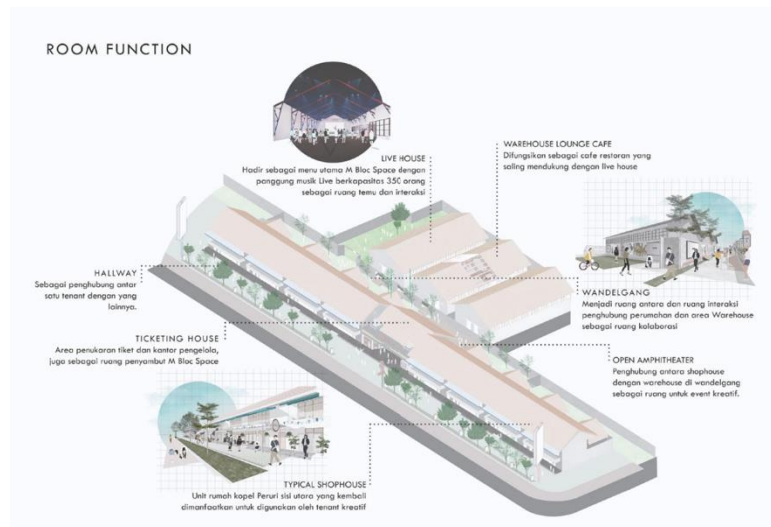 ROOM FUNCTION
LIVE HOUSE
Hadir sebagai menu utama M Bloc Space dengan
panggung musik Live berkapasitas 350 orang
sebagai ruang temu dan interaksi
WAREHOUSE LOUNGE CAFE
Difungsikan sebagai cafe restoran yang
saling mendukung dengan live house
HALLWAY
Sebagai penghubung antar
satu tenant dengan yang
lainnya.
WANDELGANG
Menjadi ruang antara dan ruang interaksi
penghubung perumahan dan area Warehouse
sebagai ruang kolaborasi
TICKETING HOUSE
Area penukaran tiket dan kantor pengelola,
juga sebagai ruang penyambut M Bloc Space
OPEN AMPHITHEATER
Penghubung antara shophouse
dengan warehouse di wandelgang
sebagai ruang untuk event kreatif.
TYPICAL SHOPHOUSE
Unit rumah kopel Peruri sisi utara yang kembali
dimanfaatkan untuk digunakan oleh tenant kreatif